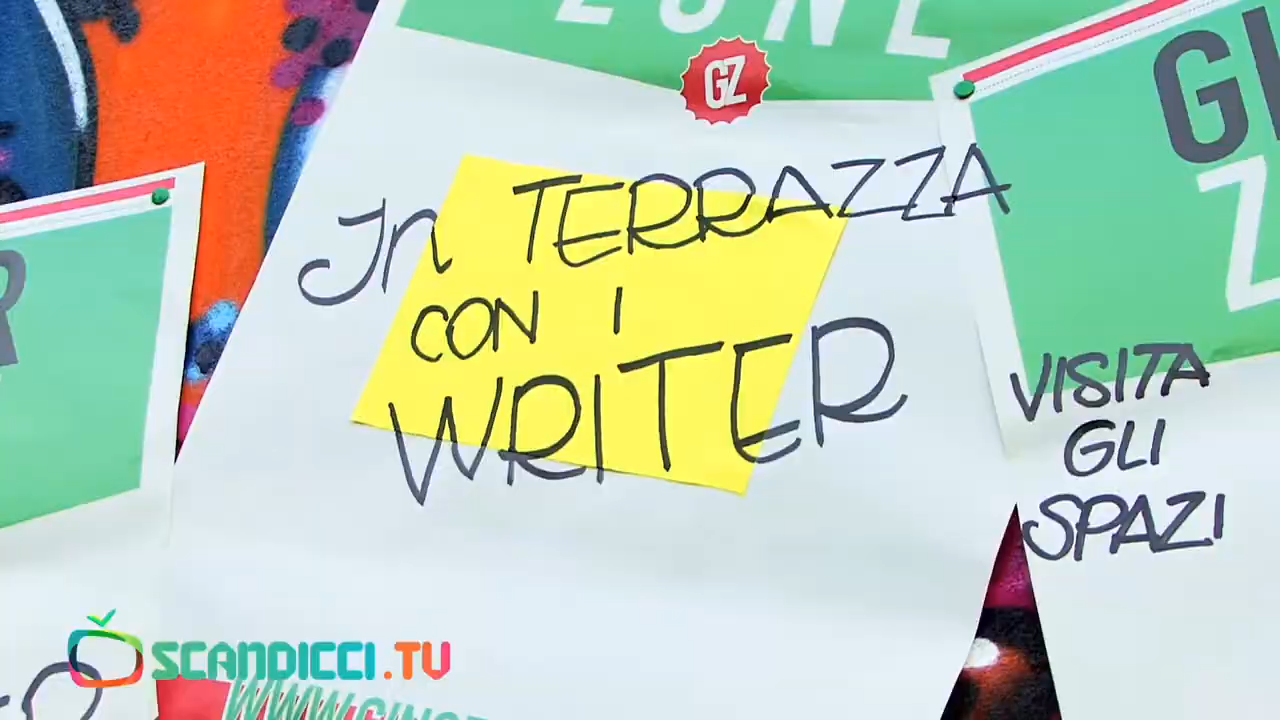 ZONE
GZ
In TERRAZZA
CON I
WRITER
VISITA
GLI
SPAZI
SCANDICCI.TV